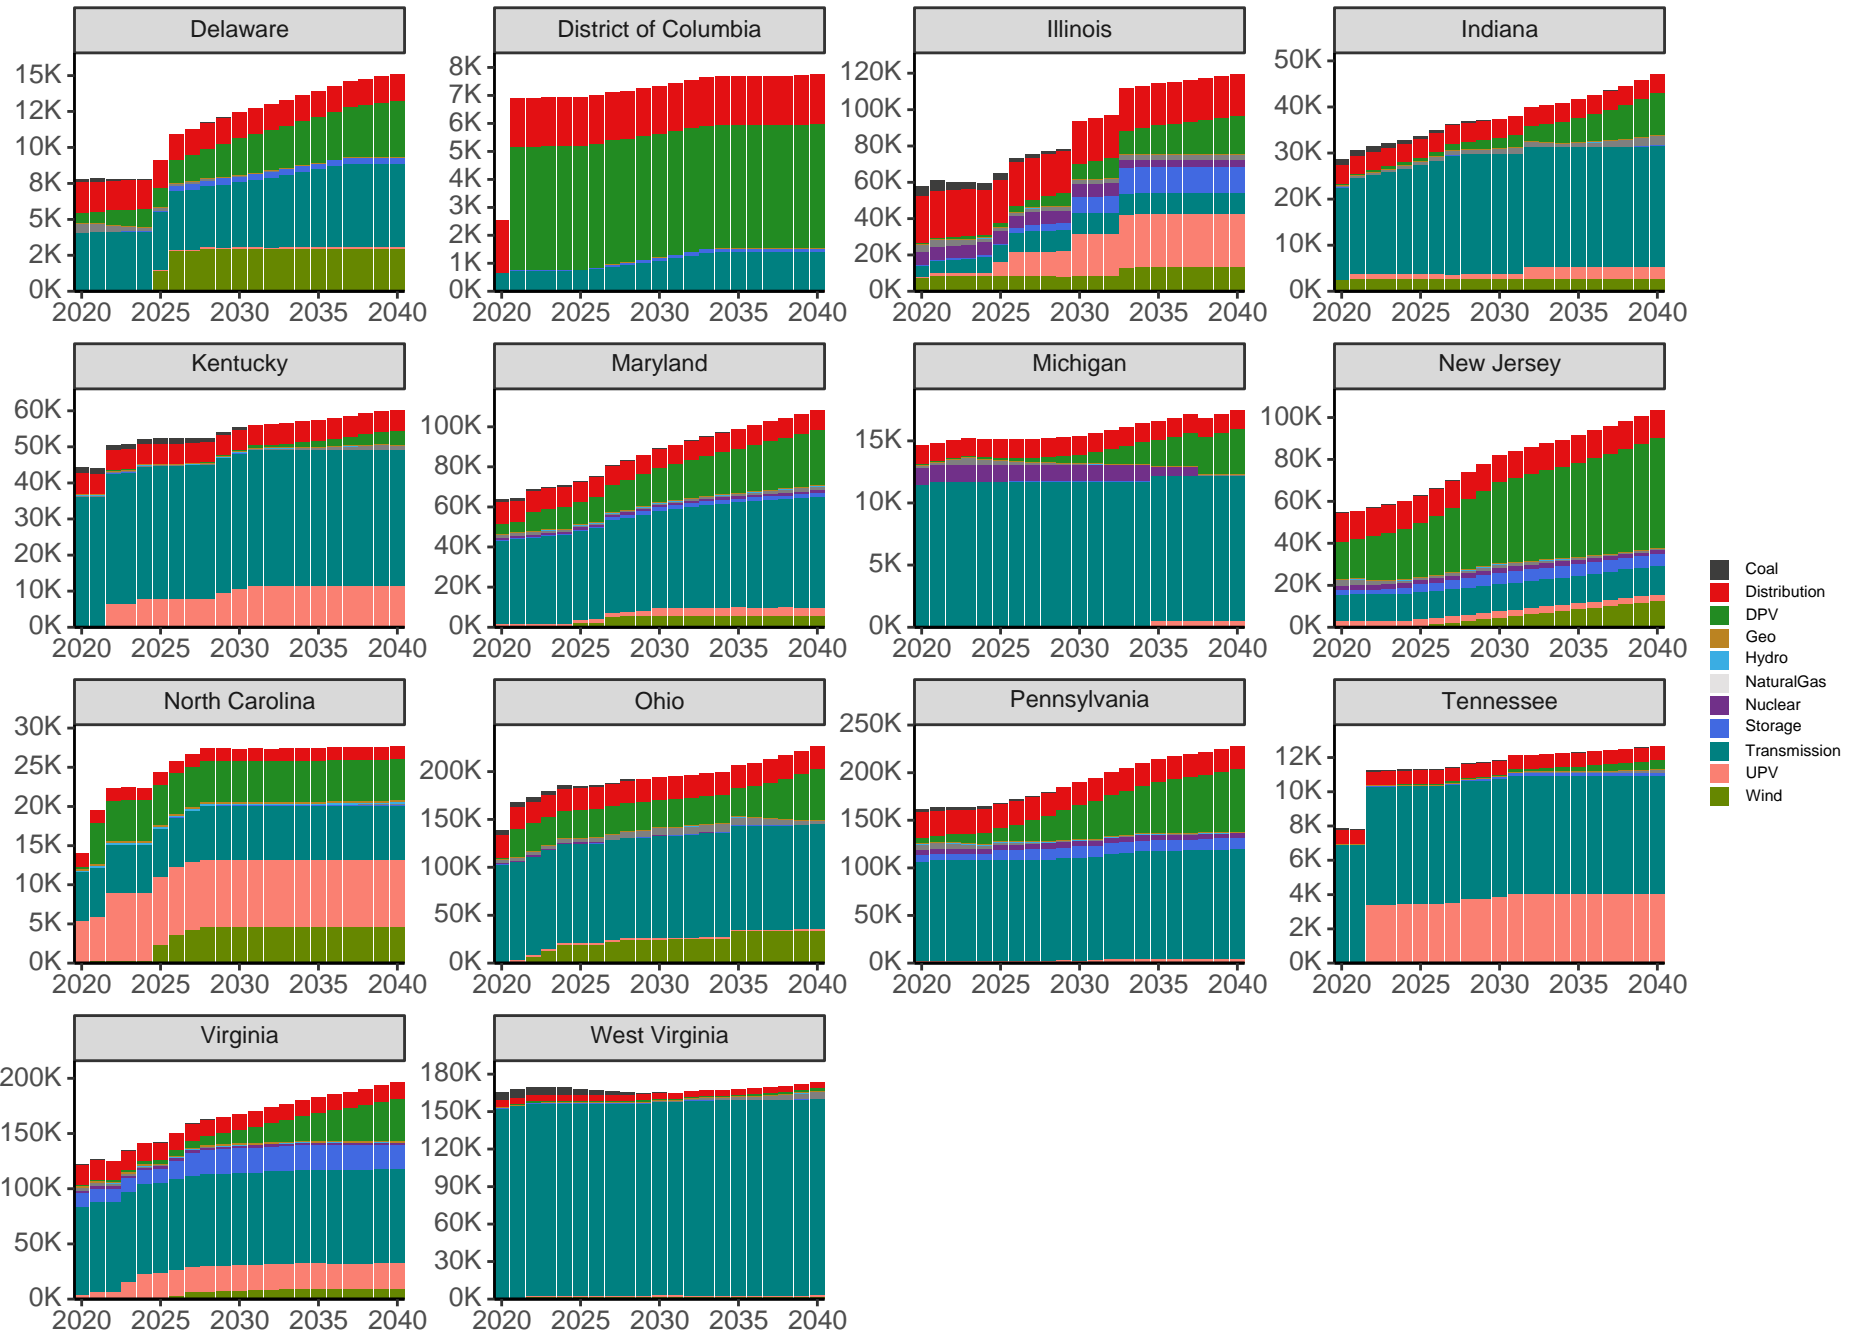 Delaware
District of Columbia
Illinois
Indiana
15K
12K
10K
8K
5K
2K
0K
2020 2025 2030 2035 2040
8K
7K
6K
5K
4K
3K
2K
1K
0K
2020 2025 2030 2035 2040
120K
100K
80K
60K
40K
20K
0K
2020 2025 2030 2035 2040
50K
40K
30K
20K
10K
0K
2020 2025 2030 2035 2040
Kentucky
Maryland
Michigan
New Jersey
60K
50K
40K
30K
20K
10K
0K
2020 2025 2030 2035 2040
100K
80K
60K
40K
20K
0K
2020 2025 2030 2035 2040
15K
10K
5K
0K
2020 2025 2030 2035 2040
100K
80K
60K
40K
20K
0K
2020 2025 2030 2035 2040
Coal
Distribution
DPV
Geo
Hydro
NaturalGas
Nuclear
Storage
Transmission
UPV
Wind
North Carolina
Ohio
Pennsylvania
Tennessee
30K
25K
20K
15K
10K
5K
0K
2020 2025 2030 2035 2040
200K
150K
100K
50K
0K
2020 2025 2030 2035 2040
250K
200K
150K
100K
50K
0K
2020 2025 2030 2035 2040
12K
10K
8K
6K
4K
2K
0K
2020 2025 2030 2035 2040
Virginia
West Virginia
200K
150K
100K
50K
0K
2020 2025 2030 2035 2040
180K
150K
120K
90K
60K
30K
0K
2020 2025 2030 2035 2040